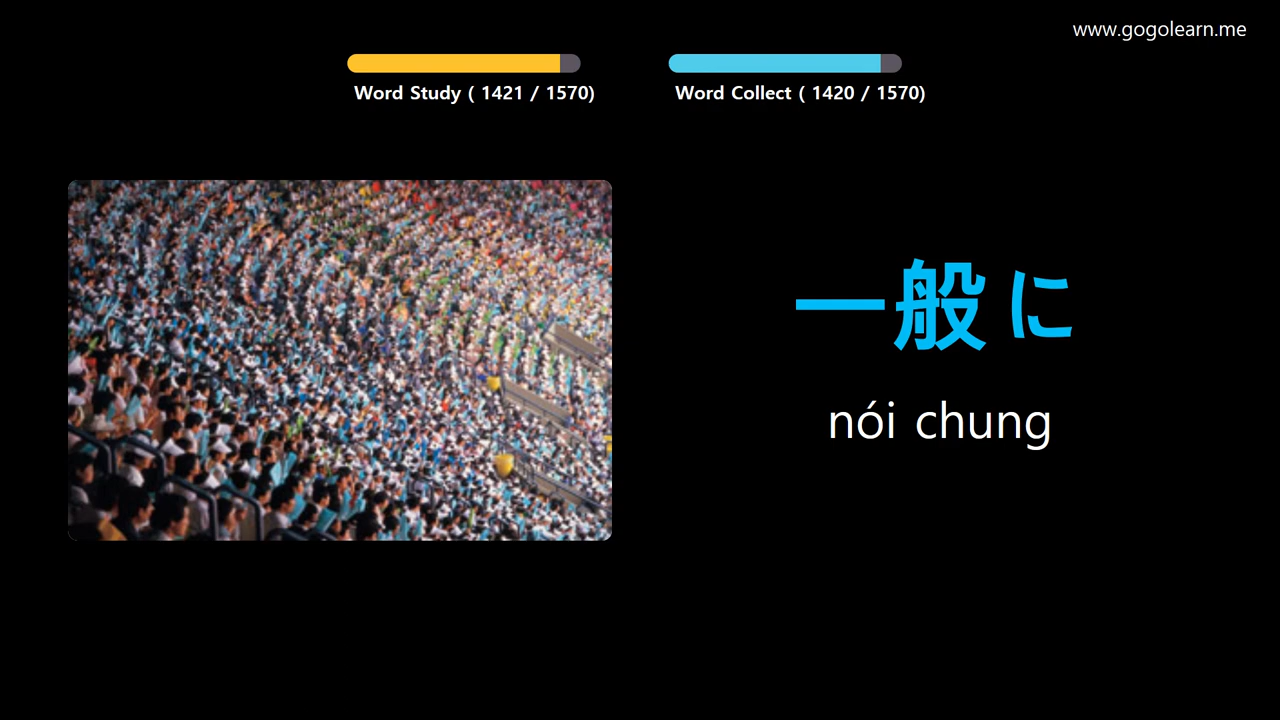 www.gogolearn.me
Word Study ( 1421 / 1570)
Word Collect ( 1420 / 1570)
一般に
nói chung